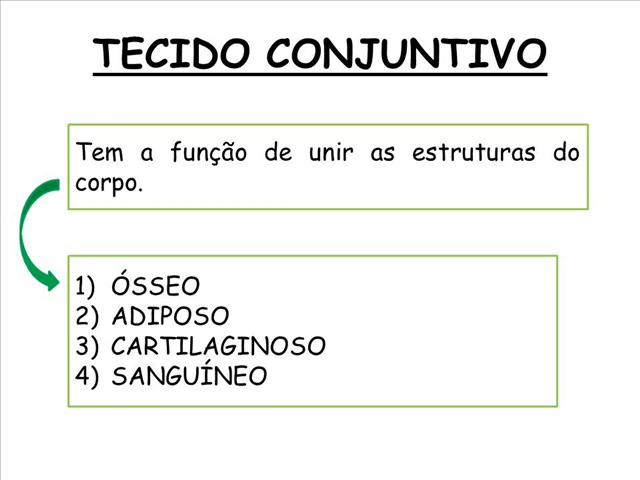 TECIDO CONJUNTIVO
Tem a função de unir as estruturas do
corpo.
1) ÓSSEO
2) ADIPOSO
3) CARTILAGINOSO
4) SANGUÍNEO